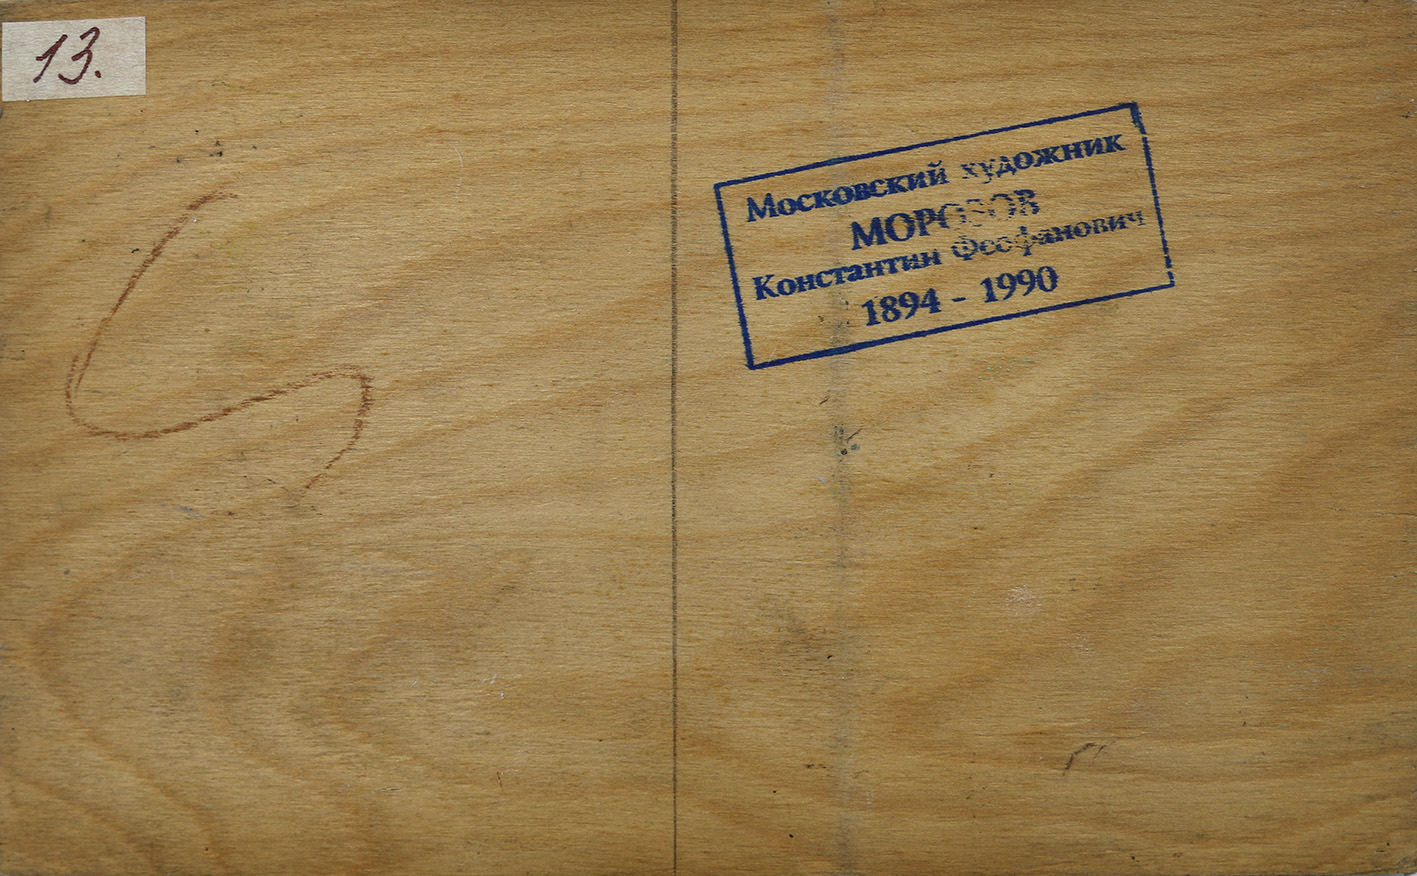 13.
Московский художник
МОРОЗОВ
Константин Феофанович
1894 - 1990